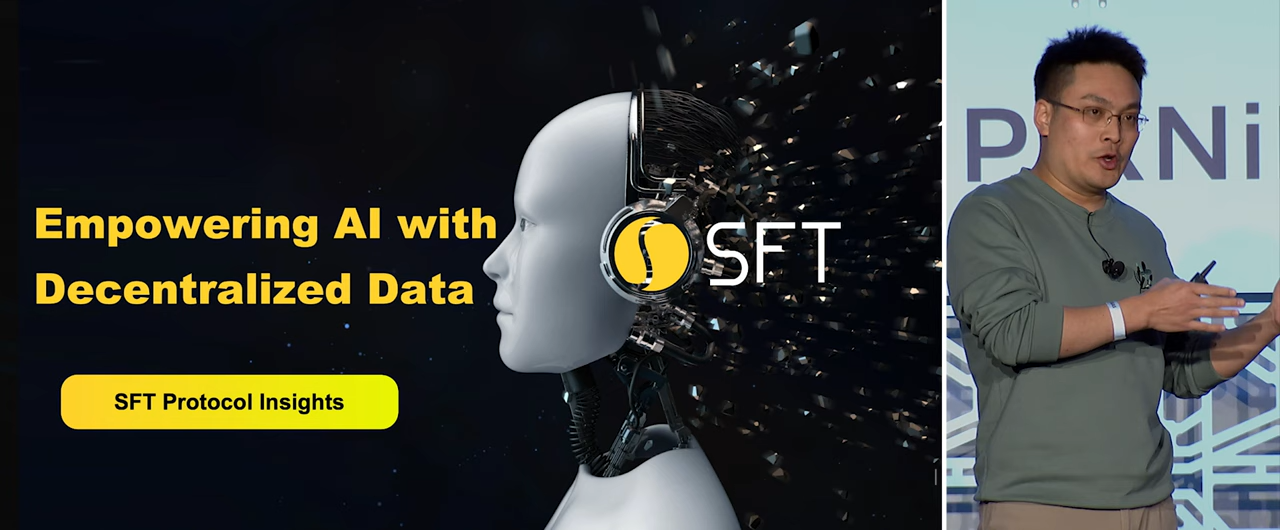 Empowering AI with
Decentralized Data
SFT
SFT Protocol Insights